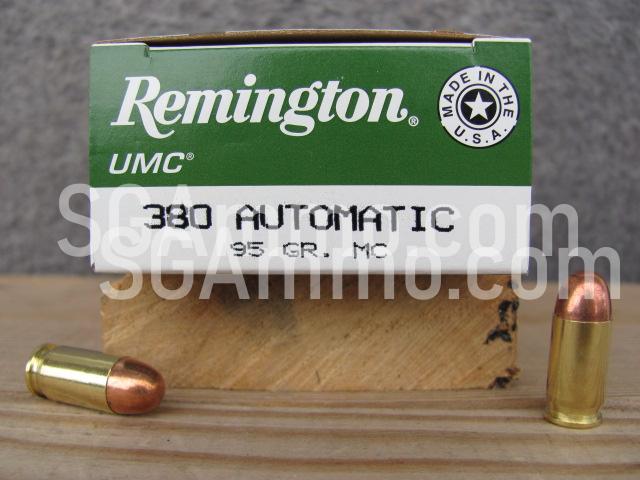 Remington®
UMC®
MADE IN THE U.S.A.
380 AUTOMATIC
95 GR. MC
SGAmmo.com
SGAmmo.com